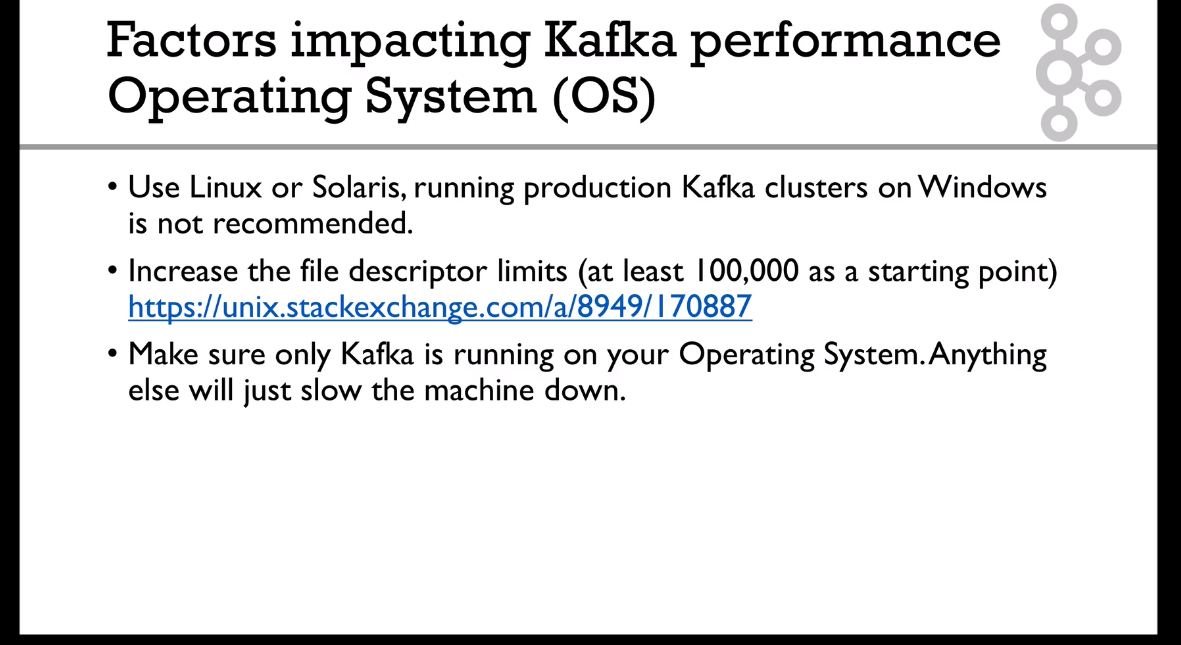 Factors impacting Kafka performance
Operating System (OS)
• Use Linux or Solaris, running production Kafka clusters on Windows
is not recommended.
• Increase the file descriptor limits (at least 100,000 as a starting point)
https://unix.stackexchange.com/a/8949/170887
• Make sure only Kafka is running on your Operating System. Anything
else will just slow the machine down.